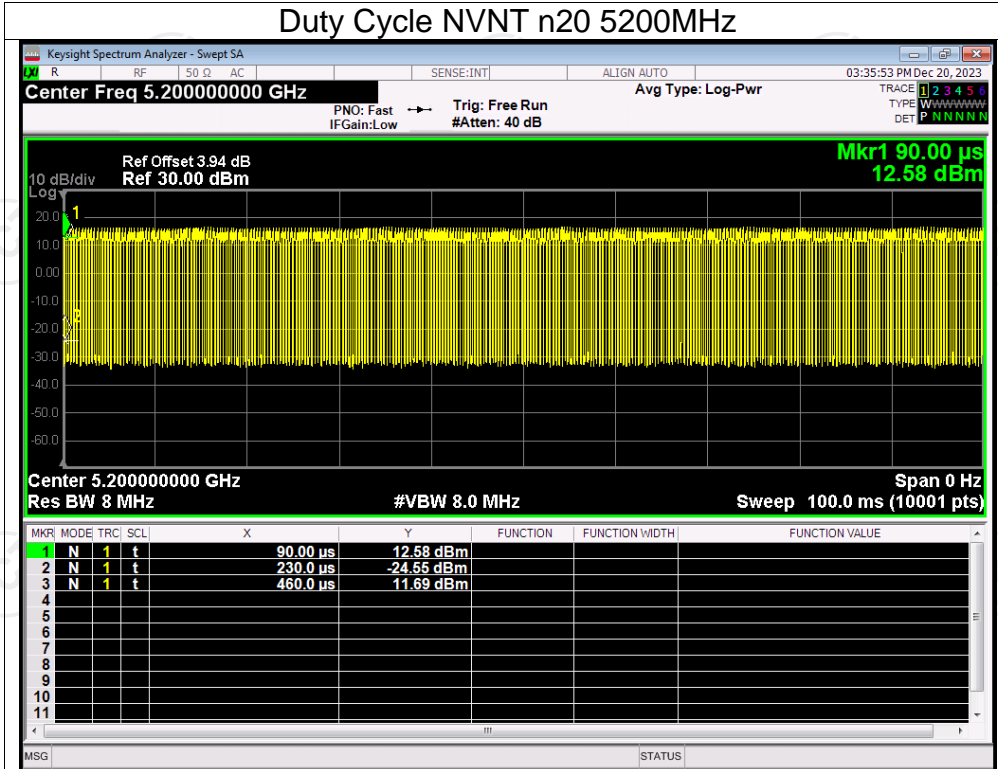 Duty Cycle NVNT n20 5200MHz
Keysight Spectrum Analyzer - Swept SA
LXI R RF 50 Ω AC SENSE:INT ALIGN AUTO 03:35:53 PM Dec 20, 2023
Center Freq 5.200000000 GHz Avg Type: Log-Pwr TRACE 1 2 3 4 5 6
PNO: Fast Trig: Free Run TYPE WWWWWW
IFGain:Low #Atten: 40 dB DET P N N N N N
Mkr1 90.00 µs
Ref Offset 3.94 dB
10 dB/div Ref 30.00 dBm 12.58 dBm
Log
20.0 1
10.0
0.00
-10.0
2
-20.0
-30.0
-40.0
-50.0
-60.0
Center 5.200000000 GHz Span 0 Hz
Res BW 8 MHz #VBW 8.0 MHz Sweep 100.0 ms (10001 pts)
MKR MODE TRC SCL X Y FUNCTION FUNCTION WIDTH FUNCTION VALUE
1 N 1 t 90.00 µs 12.58 dBm
2 N 1 t 230.0 µs -24.55 dBm
3 N 1 t 460.0 µs 11.69 dBm
4
5
6
7
8
9
10
11
MSG STATUS